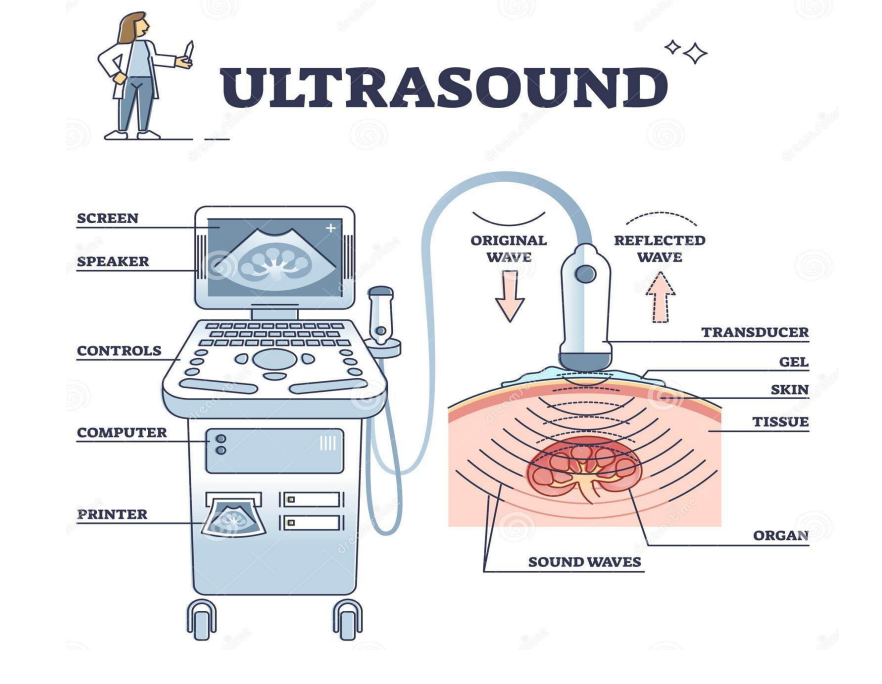 ULTRASOUND
SCREEN
SPEAKER
CONTROLS
COMPUTER
PRINTER
ORIGINAL
WAVE
REFLECTED
WAVE
TRANSDUCER
GEL
SKIN
TISSUE
ORGAN
SOUND WAVES